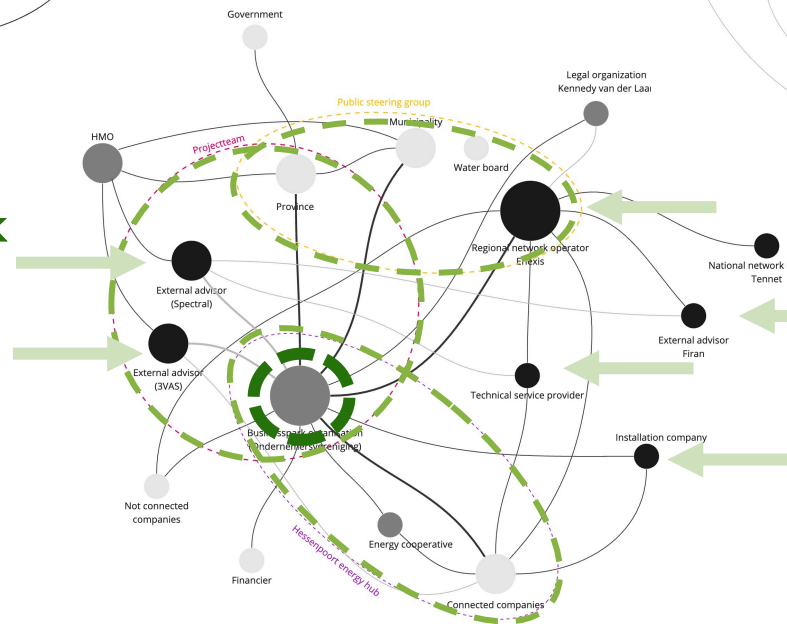 Government
Legal organization
Kennedy van der Laar
Public steering group
Municipality
HMO
Projectteam
Water board
Province
Regional network operator
Enexis
National network
Tennet
External advisor
(Spectral)
External advisor
Firan
External advisor
(3VAS)
Technical service provider
Businesspark organisation
(Ondernemersvereniging)
Installation company
Not connected
companies
Hessenpoort energy hub
Energy cooperative
Financier
Connected companies